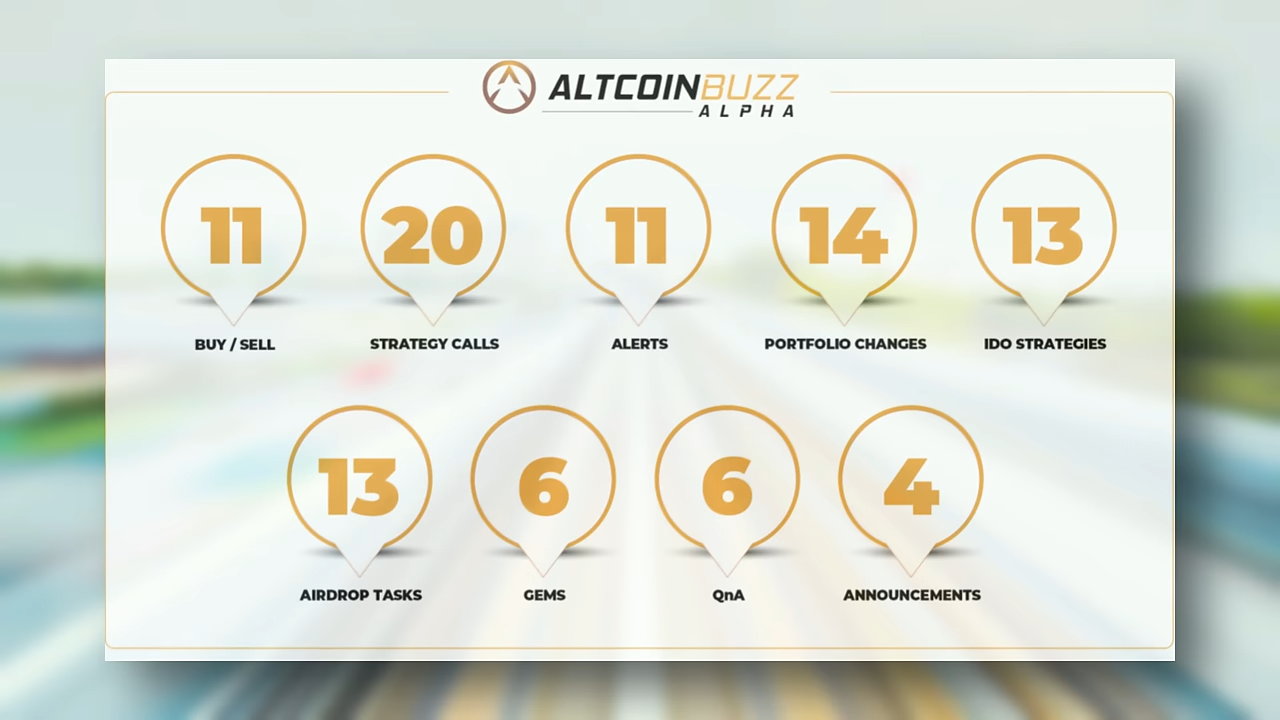 ALTCOINBUZZ
ALPHA
11 20 11 14 13
BUY / SELL STRATEGY CALLS ALERTS PORTFOLIO CHANGES IDO STRATEGIES
13 6 6 4
AIRDROP TASKS GEMS QnA ANNOUNCEMENTS